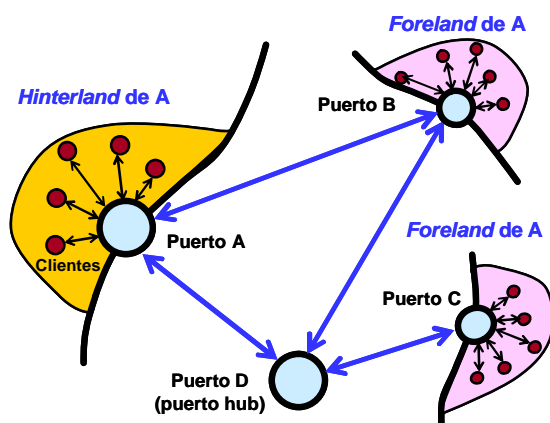 Foreland de A
Hinterland de A
Puerto B
Puerto A
Clientes
Foreland de A
Puerto C
Puerto D
(puerto hub)